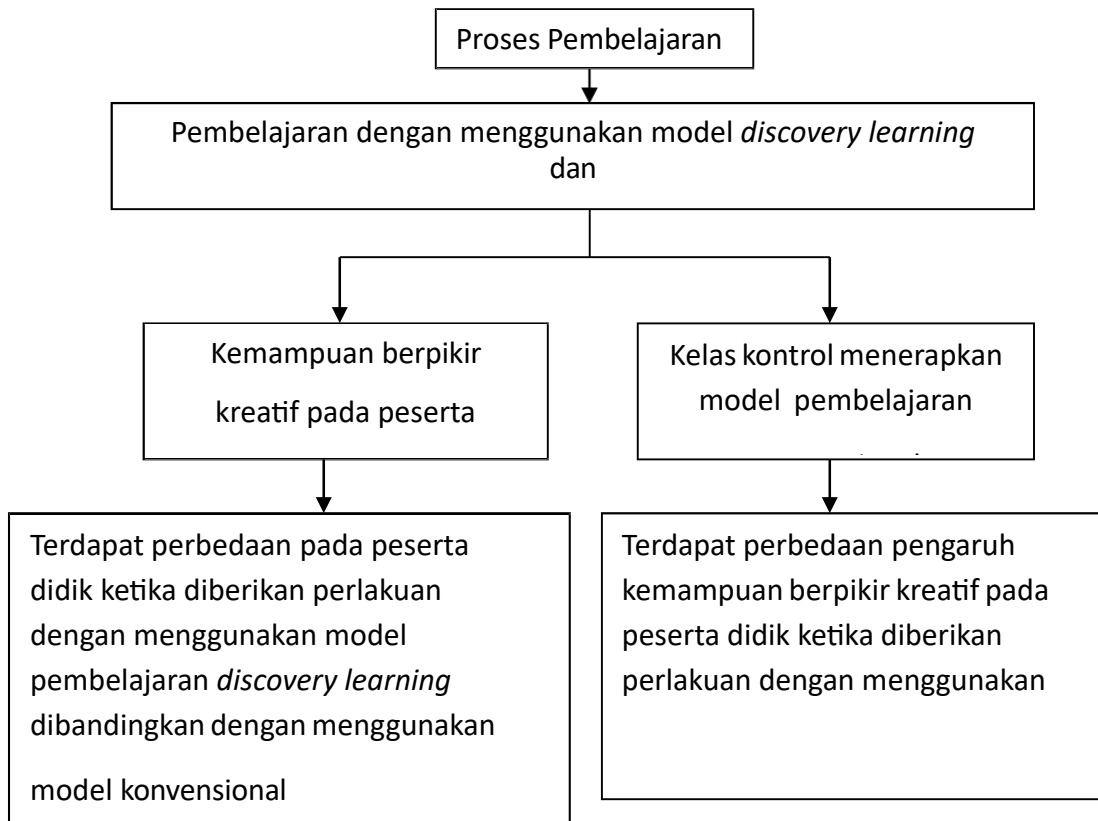 Proses Pembelajaran
Pembelajaran dengan menggunakan model discovery learning
dan
Kemampuan berpikir
kreatif pada peserta
Kelas kontrol menerapkan
model pembelajaran
Terdapat perbedaan pada peserta
didik ketika diberikan perlakuan
dengan menggunakan model
pembelajaran discovery learning
dibandingkan dengan menggunakan
model konvensional
Terdapat perbedaan pengaruh
kemampuan berpikir kreatif pada
peserta didik ketika diberikan
perlakuan dengan menggunakan